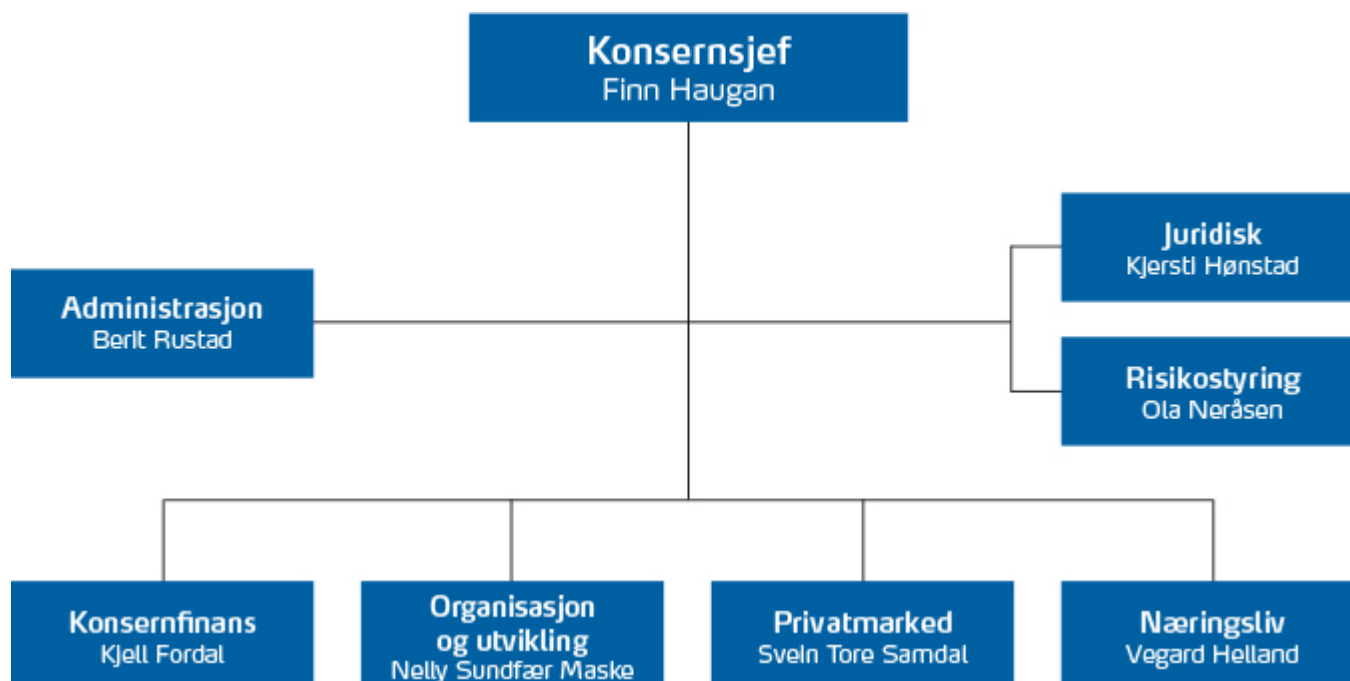 Konsernsjef
Finn Haugan
Juridisk
Kjersti Hønstad
Administrasjon
Berit Rustad
Risikostyring
Ola Neråsen
Konsernfinans
Kjell Fordal
Organisasjon
og utvikling
Nelly Sundfær Maske
Privatmarked
Svein Tore Samdal
Næringsliv
Vegard Helland